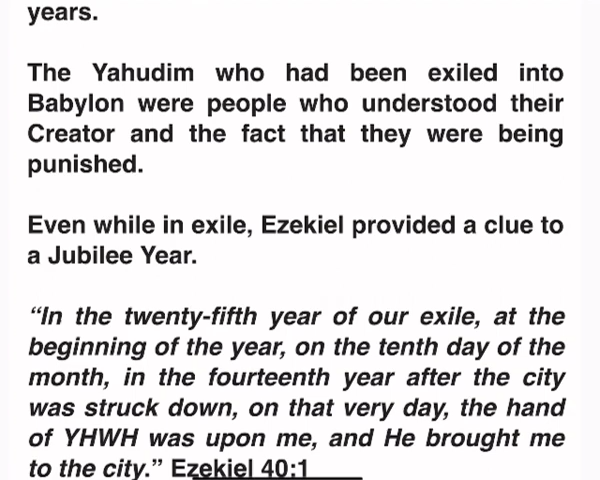 years.
The Yahudim who had been exiled into
Babylon were people who understood their
Creator and the fact that they were being
punished.
Even while in exile, Ezekiel provided a clue to
a Jubilee Year.
“In the twenty-fifth year of our exile, at the
beginning of the year, on the tenth day of the
month, in the fourteenth year after the city
was struck down, on that very day, the hand
of YHWH was upon me, and He brought me
to the city.” Ezekiel 40:1